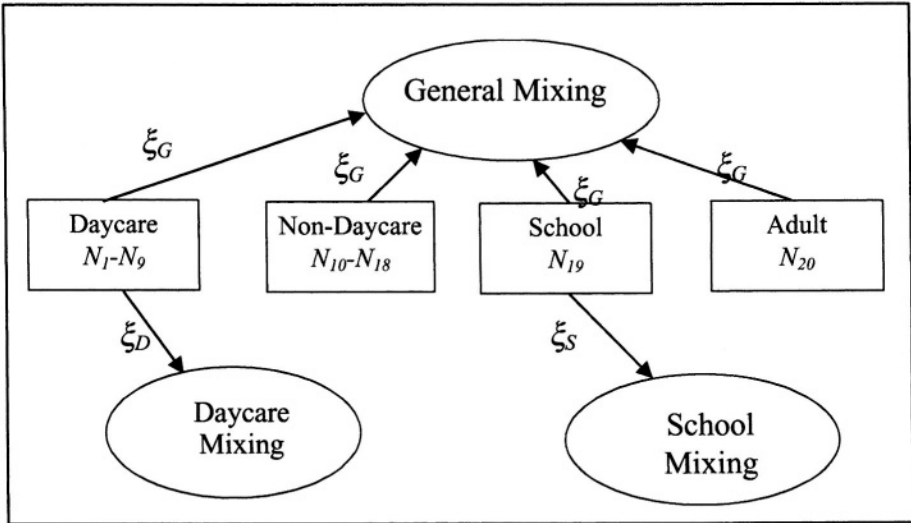 General Mixing
ξG
ξG
ξG
ξG
Daycare
N1-N9
Non-Daycare
N10-N18
School
N19
Adult
N20
ξD
ξS
Daycare
Mixing
School
Mixing